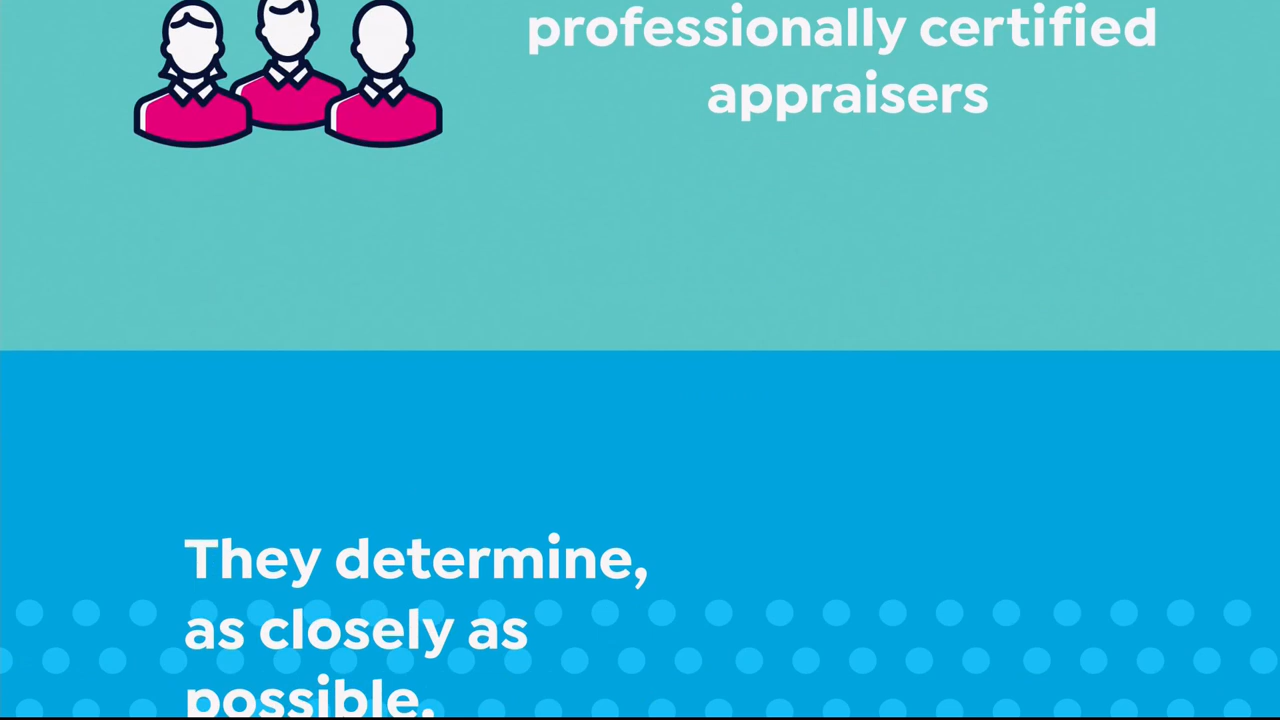 professionally certified
appraisers
They determine,
as closely as
possible,